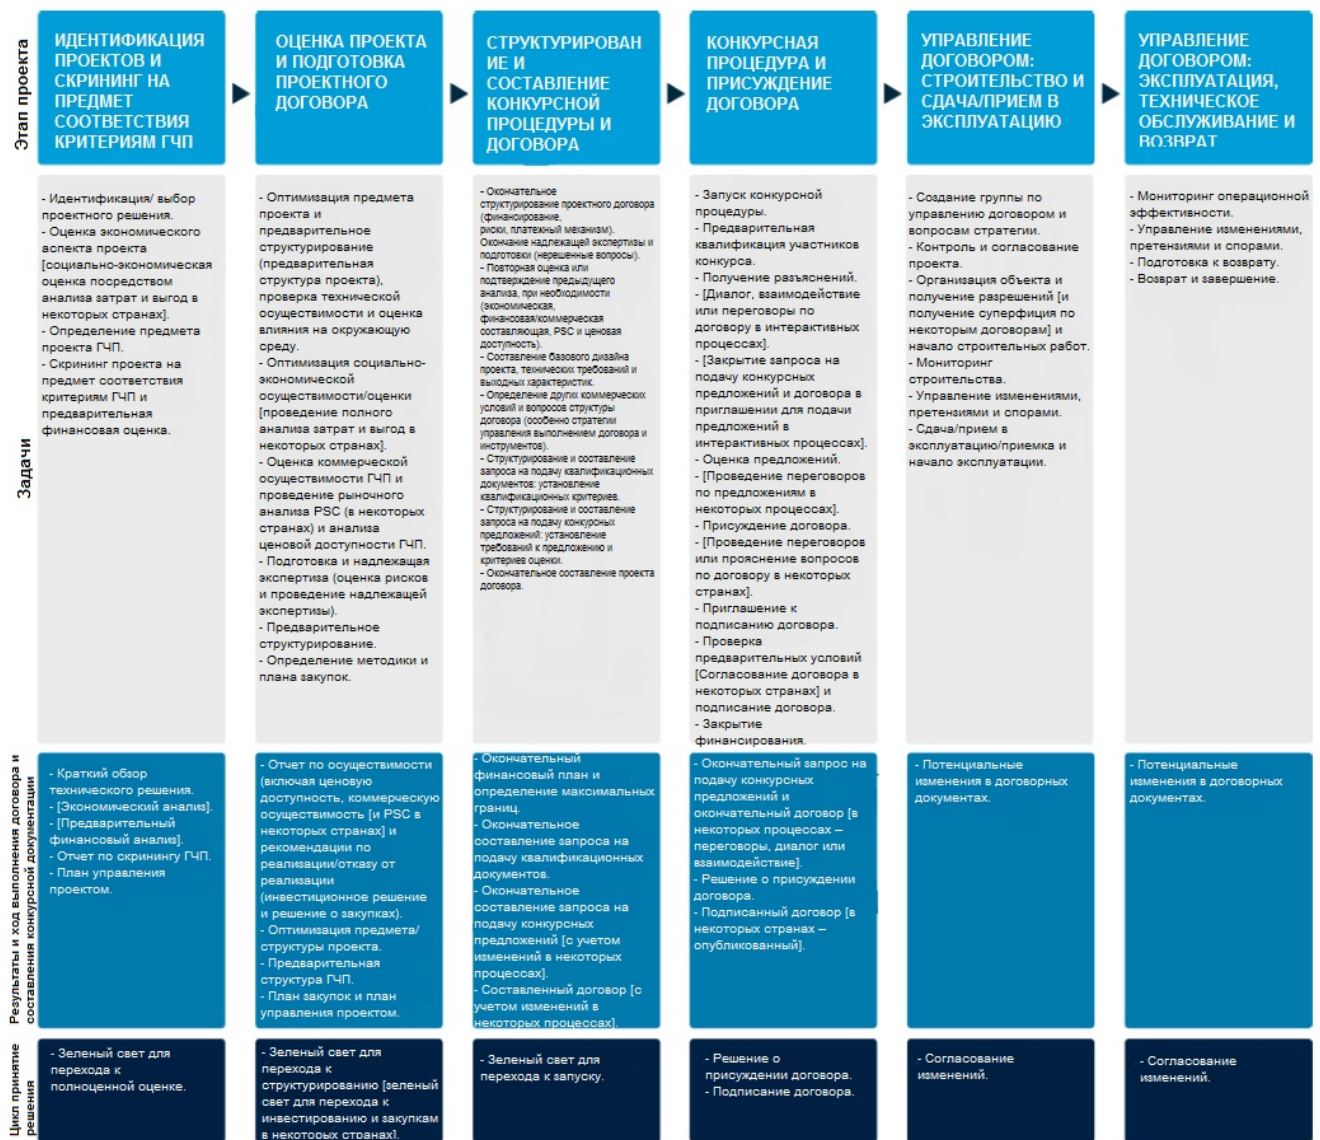 Этап проекта
ИДЕНТИФИКАЦИЯ
ПРОЕКТОВ И
СКРИНИНГ НА
ПРЕДМЕТ
СООТВЕТСТВИЯ
КРИТЕРИЯМ ГЧП
ОЦЕНКА ПРОЕКТА
И ПОДГОТОВКА
ПРОЕКТНОГО
ДОГОВОРА
СТРУКТУРИРОВАН
ИЕ И
СОСТАВЛЕНИЕ
КОНКУРСНОЙ
ПРОЦЕДУРЫ И
ДОГОВОРА
КОНКУРСНАЯ
ПРОЦЕДУРА И
ПРИСУЖДЕНИЕ
ДОГОВОРА
УПРАВЛЕНИЕ
ДОГОВОРОМ:
СТРОИТЕЛЬСТВО И
СДАЧА/ПРИЕМ В
ЭКСПЛУАТАЦИЮ
УПРАВЛЕНИЕ
ДОГОВОРОМ:
ЭКСПЛУАТАЦИЯ,
ТЕХНИЧЕСКОЕ
ОБСЛУЖИВАНИЕ И
ВОЗВРАТ
Задачи
- Идентификация/ выбор
проектного решения.
- Оценка экономического
аспекта проекта
[социально-экономическая
оценка посредством
анализа затрат и выгод в
некоторых странах].
- Определение предмета
проекта ГЧП.
- Скрининг проекта на
предмет соответствия
критериям ГЧП и
предварительная
финансовая оценка.
- Оптимизация предмета
проекта и
предварительное
структурирование
(предварительная
структура проекта),
проверка технической
осуществимости и оценка
влияния на окружающую
среду.
- Оптимизация социально-
экономической
осуществимости/оценки
[проведение полного
анализа затрат и выгод в
некоторых странах].
- Оценка коммерческой
осуществимости ГЧП и
проведение рыночного
анализа PSC (в некоторых
странах) и анализа
ценовой доступности ГЧП.
- Подготовка и надлежащая
экспертиза (оценка рисков
и проведение надлежащей
экспертизы).
- Предварительное
структурирование.
- Определение методики и
плана закупок.
- Окончательное
структурирование проектного договора
(финансирование,
риски, платежный механизм).
Окончание надлежащей экспертизы и
подготовки (нерешенные вопросы).
- Повторная оценка или
подтверждение предыдущего
анализа, при необходимости
(экономическая,
финансовая/коммерческая
составляющая, PSC и ценовая
доступность).
- Составление базового дизайна
проекта, технических требований и
выходных характеристик.
- Определение других коммерческих
условий и вопросов структуры
договора (особенно стратегии
управления выполнением договора и
инструментов).
- Структурирование и составление
запроса на подачу квалификационных
документов: установление
квалификационных критериев.
- Структурирование и составление
запроса на подачу конкурсных
предложений: установление
требований к предложению и
критериев оценки.
- Окончательное составление проекта
договора.
- Запуск конкурсной
процедуры.
- Предварительная
квалификация участников
конкурса.
- Получение разъяснений.
- [Диалог, взаимодействие
или переговоры по
договору в интерактивных
процессах].
- [Закрытие запроса на
подачу конкурсных
предложений и договора в
приглашении для подачи
предложений в
интерактивных процессах].
- Оценка предложений.
- [Проведение переговоров
по предложениям в
некоторых процессах].
- Присуждение договора.
- [Проведение переговоров
или прояснение вопросов
по договору в некоторых
странах].
- Приглашение к
подписанию договора.
- Проверка
предварительных условий
[Согласование договора в
некоторых странах] и
подписание договора.
- Закрытие
финансирования.
- Создание группы по
управлению договором и
вопросам стратегии.
- Контроль и согласование
проекта.
- Организация объекта и
получение разрешений [и
получение суперфиция по
некоторым договорам] и
начало строительных работ.
- Мониторинг
строительства.
- Управление изменениями,
претензиями и спорами.
- Сдача/прием в
эксплуатацию/приемка и
начало эксплуатации.
- Мониторинг операционной
эффективности.
- Управление изменениями,
претензиями и спорами.
- Подготовка к возврату.
- Возврат и завершение.
Результаты и ход выполнения договора и
составления конкурсной документации
- Краткий обзор
технического решения.
- [Экономический анализ].
- [Предварительный
финансовый анализ].
- Отчет по скринингу ГЧП.
- План управления
проектом.
- Отчет по осуществимости
(включая ценовую
доступность, коммерческую
осуществимость [и PSC в
некоторых странах] и
рекомендации по
реализации/отказу от
реализации
(инвестиционное решение
и решение о закупках).
- Оптимизация предмета/
структуры проекта.
- Предварительная
структура ГЧП.
- План закупок и план
управления проектом.
- Окончательный
финансовый план и
определение максимальных
границ.
- Окончательное
составление запроса на
подачу квалификационных
документов.
- Окончательное
составление запроса на
подачу конкурсных
предложений [с учетом
изменений в некоторых
процессах].
- Составленный договор [с
учетом изменений в
некоторых процессах].
- Окончательный запрос на
подачу конкурсных
предложений и
окончательный договор [в
некоторых процессах –
переговоры, диалог или
взаимодействие].
- Решение о присуждении
договора.
- Подписанный договор [в
некоторых странах –
опубликованный].
- Потенциальные
изменения в договорных
документах.
- Потенциальные
изменения в договорных
документах.
Цикл принятие
решения
- Зеленый свет для
перехода к
полноценной оценке.
- Зеленый свет для
перехода к
структурированию [зеленый
свет для перехода к
инвестированию и закупкам
в некоторых странах].
- Зеленый свет для
перехода к запуску.
- Решение о
присуждении договора.
- Подписание договора.
- Согласование
изменений.
- Согласование
изменений.